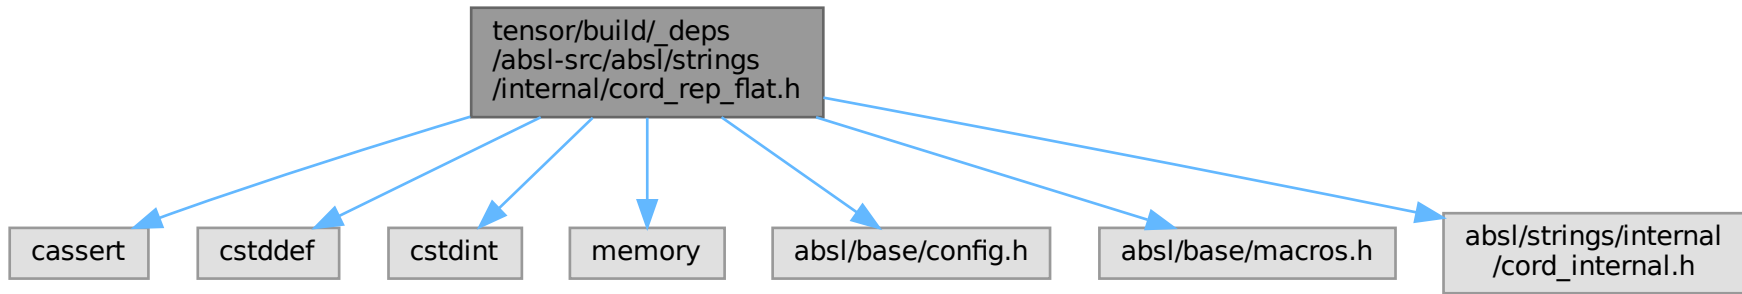 tensor/build/_deps
/absl-src/absl/strings
/internal/cord_rep_flat.h
cassert
cstddef
cstdint
memory
absl/base/config.h
absl/base/macros.h
absl/strings/internal
/cord_internal.h